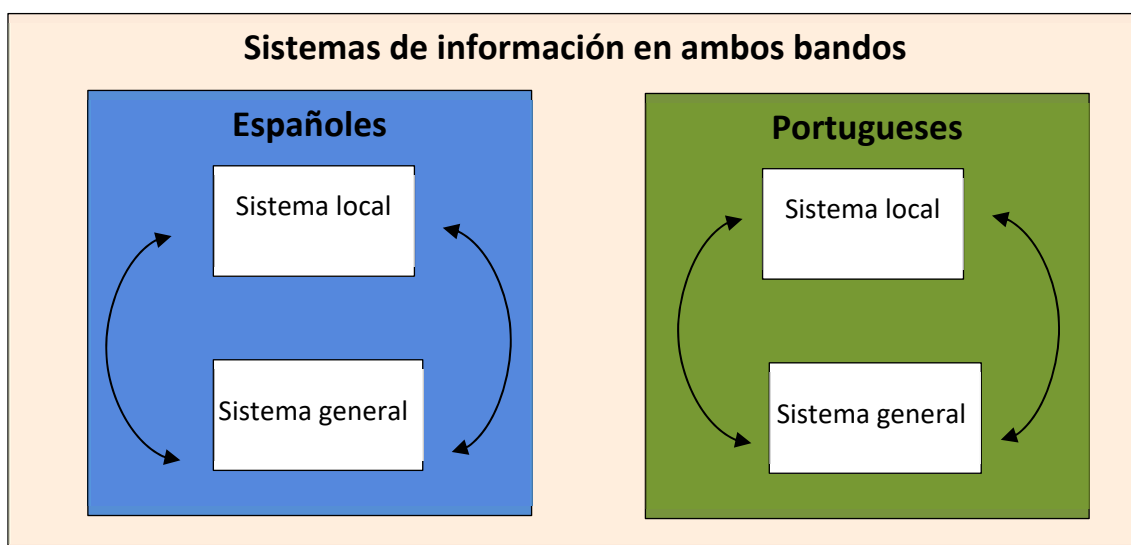 Sistemas de información en ambos bandos
Españoles
Sistema local
Sistema general
Portugueses
Sistema local
Sistema general